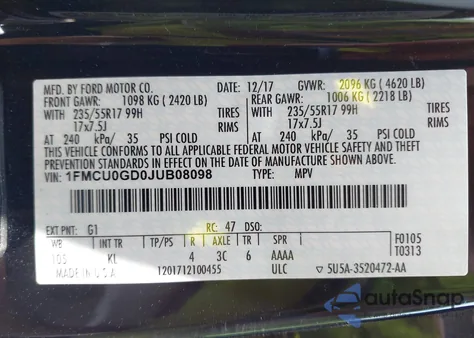 MFD. BY FORD MOTOR CO. 12/17 GVWR: 2096 KG ( 4620 LB)
FRONT GAWR: 1098 KG ( 2420 LB) REAR GAWR: 1006 KG ( 2218 LB)
WITH 235/55R17 99H TIRES WITH 235/55R17 99H TIRES
17x7.5J RIMS 17x7.5J RIMS
AT 240 kPa/ 35 PSI COLD AT 240 kPa/ 35 PSI COLD
THIS VEHICLE CONFORMS TO ALL APPLICABLE FEDERAL MOTOR VEHICLE SAFETY AND THEFT PREVENTION STANDARDS IN EFFECT ON THE DATE OF MANUFACTURE SHOWN ABOVE.
VIN: 1FMCU0GD0JUB08098 TYPE: MPV
EXT PNT: G1 RC: 47 DSO:
WB INT TR TP/PS R AXLE TR SPR F0105
105 KL 4 3C 6 AAAA T0313
MADE IN U.S.A. 1201712100455 ULC 5U5A-3520472-AA
autoSnap